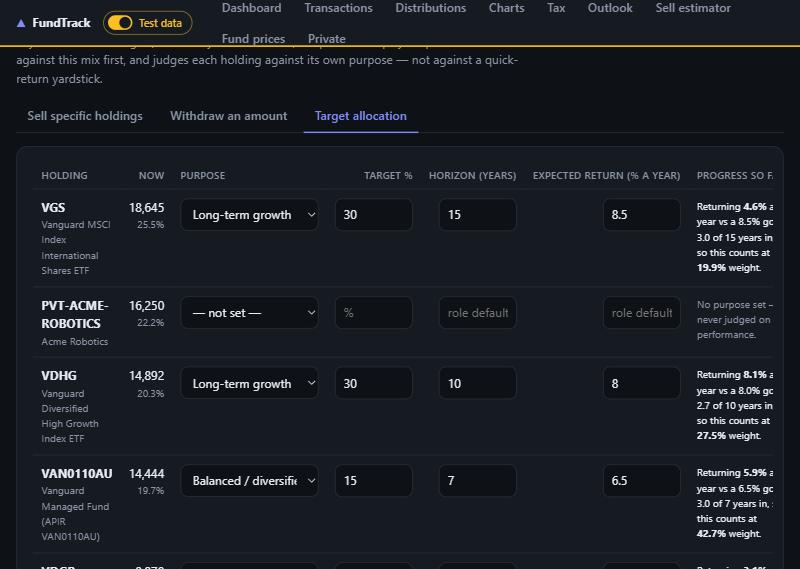 FundTrack
Test data
Dashboard Transactions Distributions Charts Tax Outlook Sell estimator
Fund prices Private
against this mix first, and judges each holding against its own purpose — not against a quick-
return yardstick.
Sell specific holdings Withdraw an amount Target allocation
HOLDING NOW PURPOSE TARGET % HORIZON (YEARS) EXPECTED RETURN (% A YEAR) PROGRESS SO
VGS 18,645 Long-term growth 30 15 8.5
25.5%
Vanguard MSCI
Index
International
Shares ETF
Returning 4.6% a
year vs a 8.5%
3.0 of 15 years in
so this counts at
19.9% weight.
PVT-ACME-
ROBOTICS
Acme Robotics
16,250
22.2%
— not set — % role default role default
No purpose set –
never judged on
performance.
VDHG 14,892 Long-term growth 30 10 8
20.3%
Vanguard
Diversified
High Growth
Index ETF
Returning 8.1% a
year vs a 8.0%
2.7 of 10 years in
so this counts at
27.5% weight.
VAN0110AU 14,444 Balanced / diversifie 15 7 6.5
19.7%
Vanguard
Managed Fund
(APIR
VAN0110AU)
Returning 5.9% a
year vs a 6.5%
3.0 of 7 years in,
this counts at
42.7% weight.